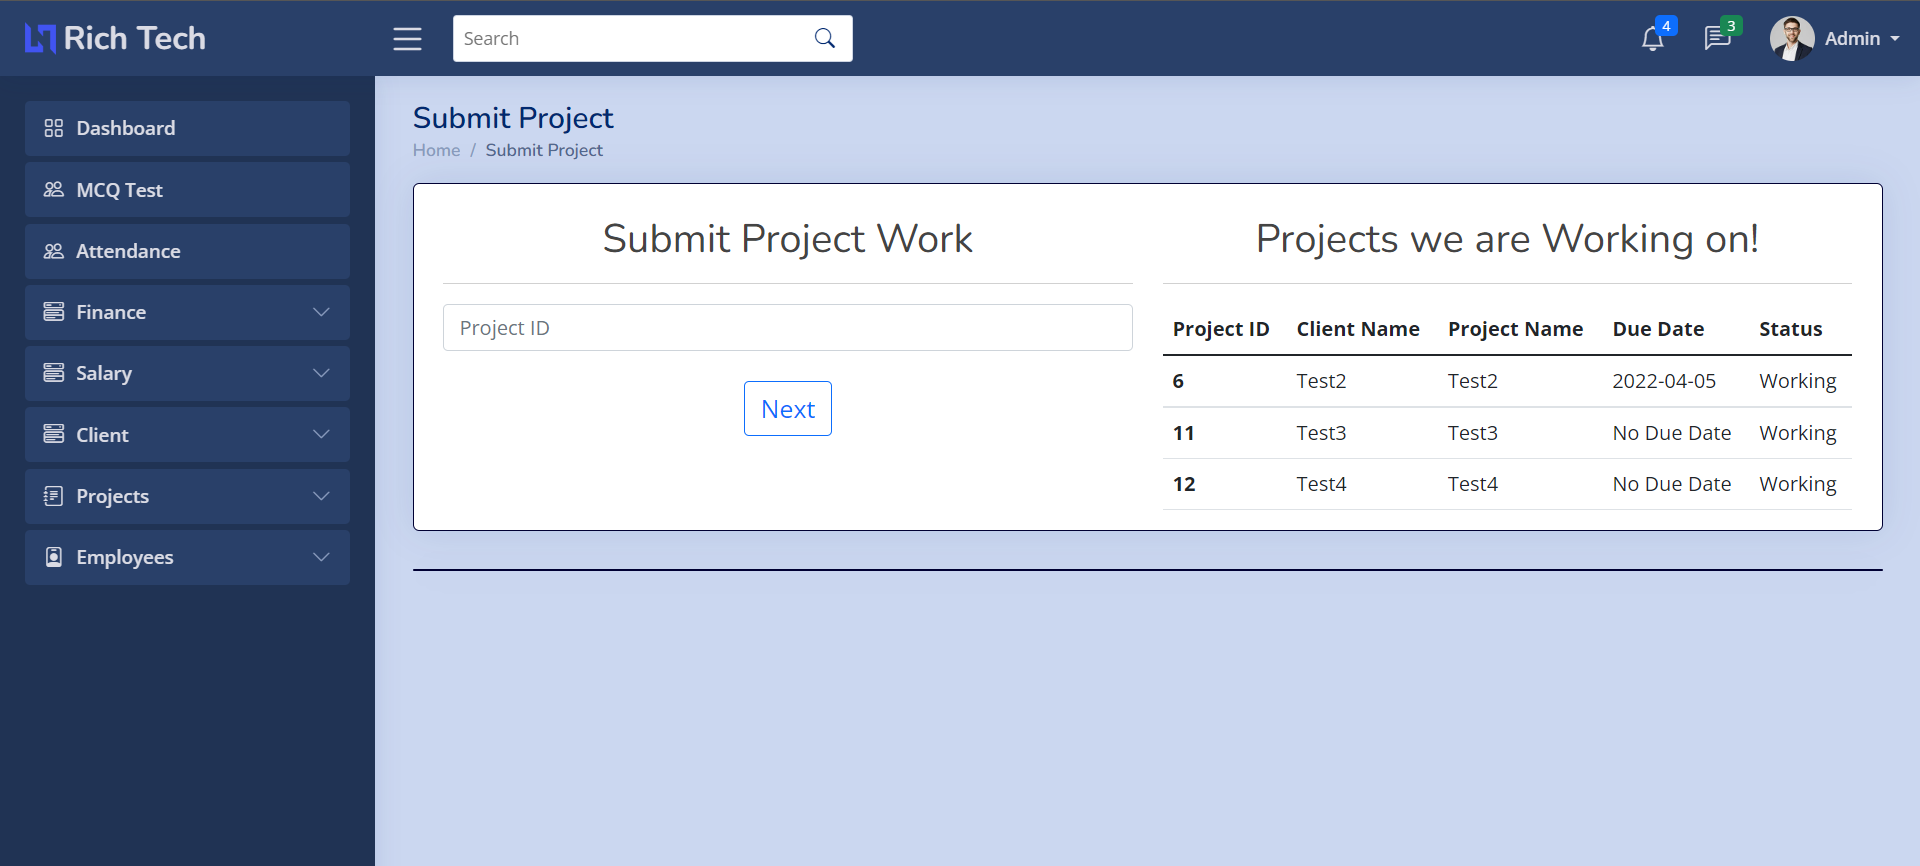 Rich Tech
Search
4
3
Admin
Dashboard
MCQ Test
Attendance
Finance
Salary
Client
Projects
Employees
Submit Project
Home / Submit Project
Submit Project Work
Project ID
Next
Projects we are Working on!
Project ID Client Name Project Name Due Date Status
6 Test2 Test2 2022-04-05 Working
11 Test3 Test3 No Due Date Working
12 Test4 Test4 No Due Date Working